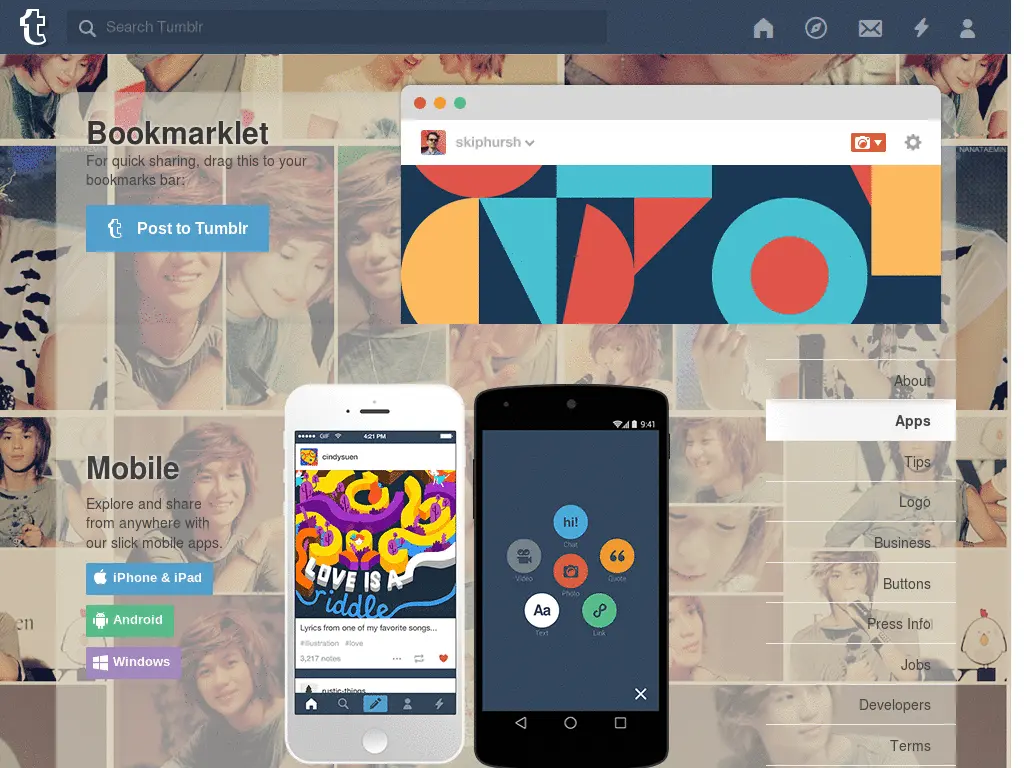 Search Tumblr
NANATAEMIN
NANATAEMIN
Bookmarklet
For quick sharing, drag this to your
bookmarks bar:
Post to Tumblr
skiphursh
About
Apps
Tips
Logo
Business
Buttons
Press Info
Jobs
Developers
Terms
Mobile
Explore and share
from anywhere with
our slick mobile apps.
iPhone & iPad
Android
Windows
GIF
4:21 PM
cindysuen
LOVE IS A
riddle
Lyrics from one of my favorite songs...
#illustration #love
3,217 notes
rustic-things
9:41
hi!
Chat
Video
Quote
Photo
Aa
Text
Link